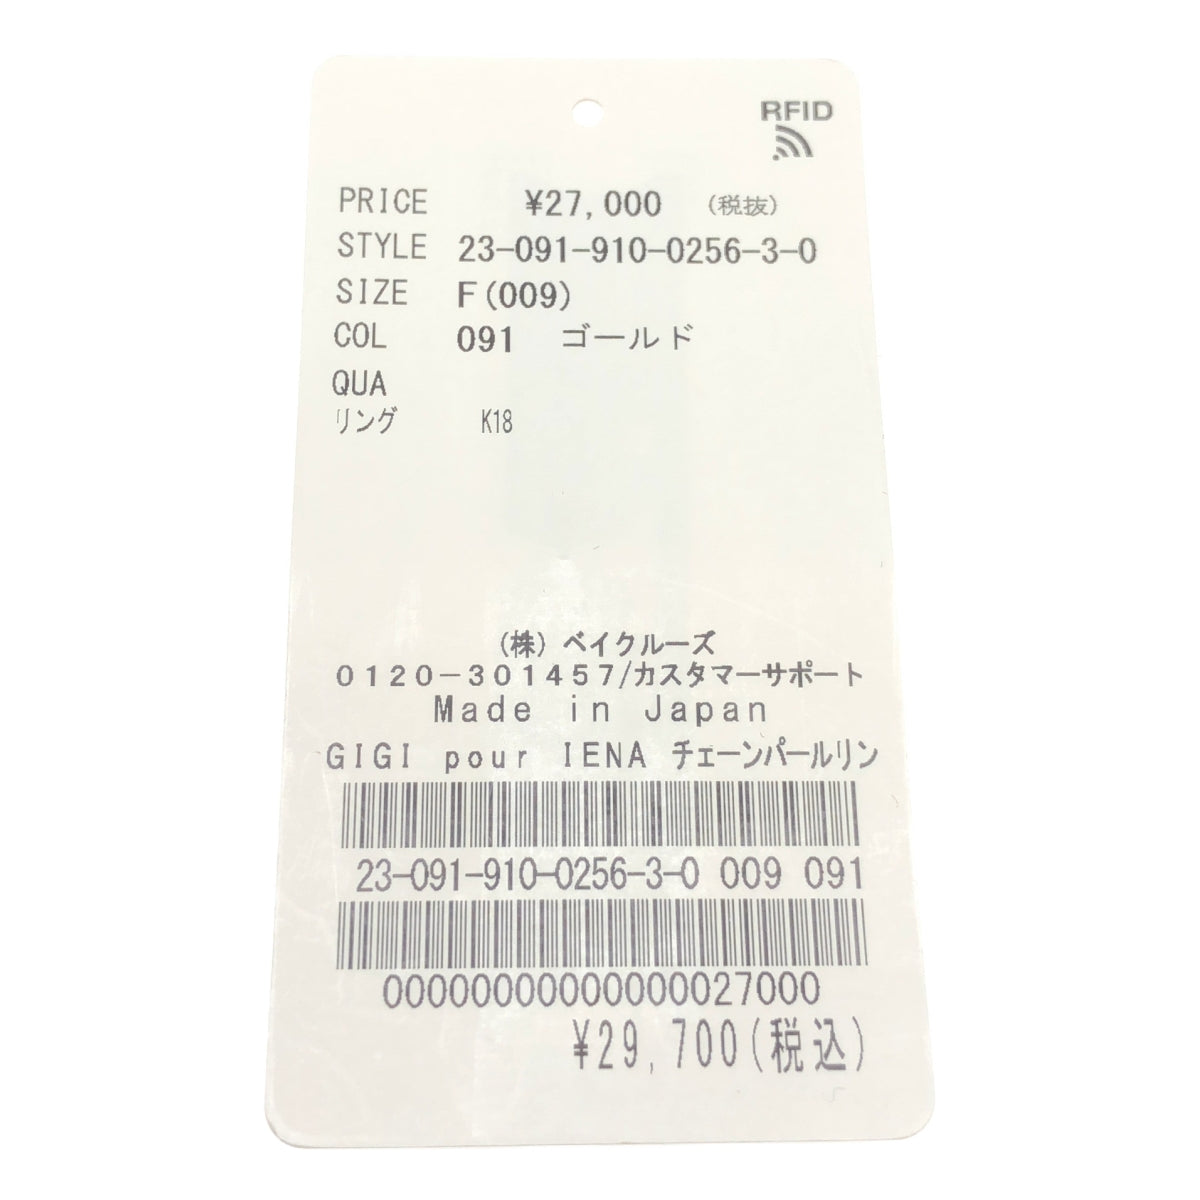 RFID
PRICE ¥27,000 (税抜)
STYLE 23-091-910-0256-3-0
SIZE F(009)
COL 091 ゴールド
QUA
リング K18
(株)ベイクルーズ
0120-301457/カスタマーサポート
Made in Japan
GIGI pour IENA チェーンパールリン
23-091-910-0256-3-0 009 091
00000000000000027000
¥29,700(税込)